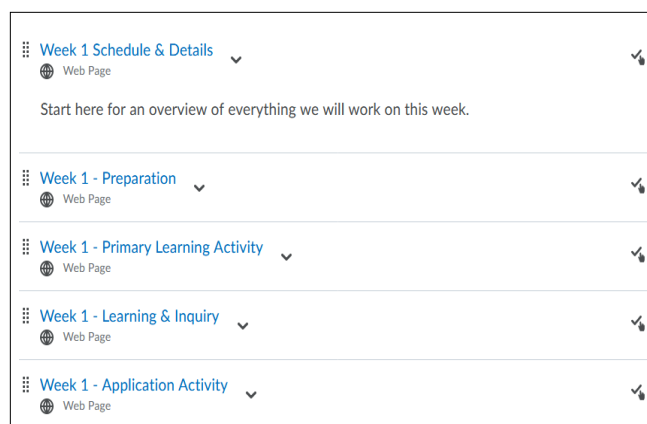 Week 1 Schedule & Details
Web Page
Start here for an overview of everything we will work on this week.
Week 1 - Preparation
Web Page
Week 1 - Primary Learning Activity
Web Page
Week 1 - Learning & Inquiry
Web Page
Week 1 - Application Activity
Web Page